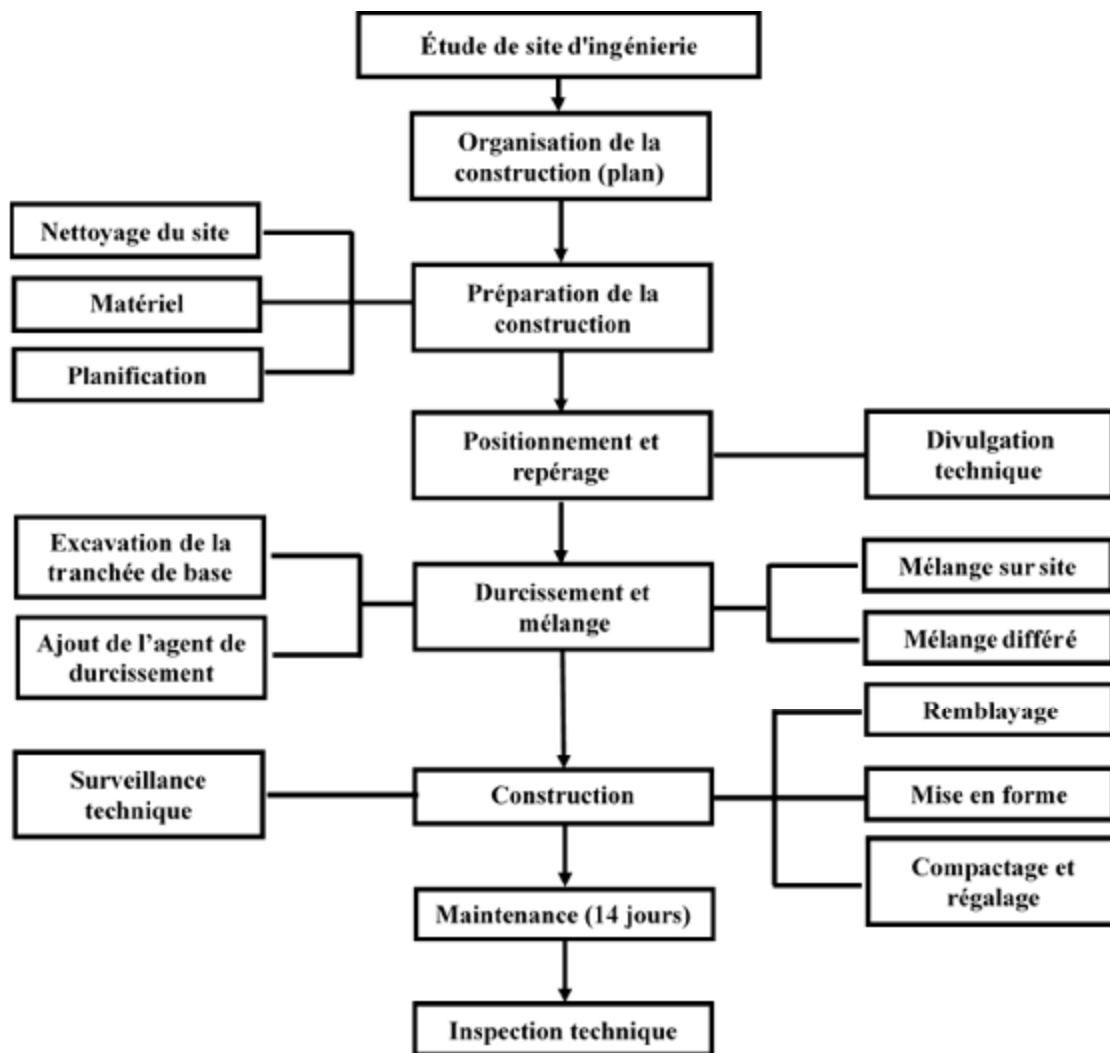 Étude de site d'ingénierie
Organisation de la
construction (plan)
Nettoyage du site
Matériel
Planification
Préparation de la
construction
Positionnement et
repérage
Divulgation
technique
Excavation de la
tranchée de base
Ajout de l’agent de
durcissement
Durcissement et
mélange
Mélange sur site
Mélange différé
Surveillance
technique
Construction
Remblayage
Mise en forme
Compactage et
régalage
Maintenance (14 jours)
Inspection technique